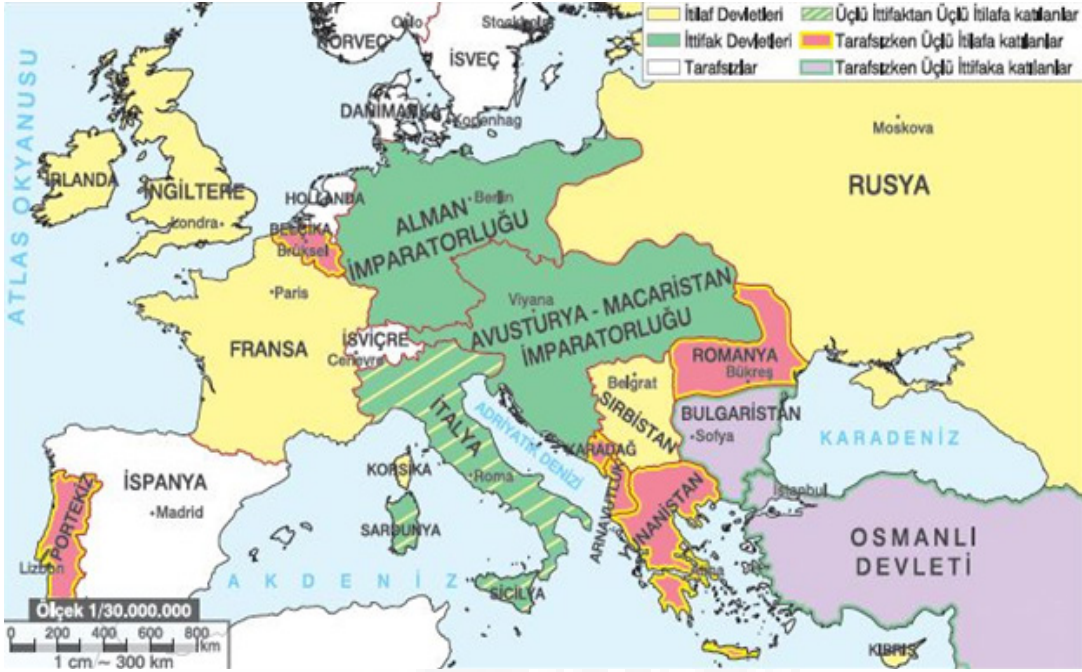 İtilaf Devletleri
İttifak Devletleri
Tarafsızlar
Üçlü İttifaktan Üçlü İtilafa katılanlar
Tarafsızken Üçlü İtilafa katılanlar
Tarafsızken Üçlü İttifaka katılanlar
ATLAS OKYANUSU
NORVEÇ
Oslo
Stockholm
İSVEÇ
DANİMARKA
Kopenhag
Moskova
RUSYA
İRLANDA
İNGİLTERE
Londra
HOLLANDA
BELÇİKA
Brüksel
Berlin
ALMAN
İMPARATORLUĞU
Paris
FRANSA
İSVİÇRE
Cenevre
Viyana
AVUSTURYA - MACARİSTAN
İMPARATORLUĞU
ROMANYA
Bükreş
Belgrat
SIRBİSTAN
BULGARİSTAN
Sofya
KARADENİZ
İTALYA
ADRİYATİK DENİZİ
KARADAĞ
ARNAVUTLUK
YUNANİSTAN
Atina
Roma
KORSİKA
SARDUNYA
SİCİLYA
İSPANYA
Madrid
PORTEKİZ
Lizbon
AKDENİZ
İstanbul
OSMANLI
DEVLETİ
KIBRIS
Ölçek 1/30.000.000
0 200 400 600 800 km
1 cm ~ 300 km